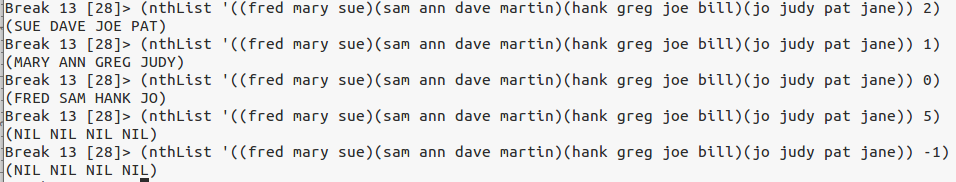 Break 13 [28]> (nthList '((fred mary sue)(sam ann dave martin)(hank greg joe bill)(jo judy pat jane)) 2)
(SUE DAVE JOE PAT)
Break 13 [28]> (nthList '((fred mary sue)(sam ann dave martin)(hank greg joe bill)(jo judy pat jane)) 1)
(MARY ANN GREG JUDY)
Break 13 [28]> (nthList '((fred mary sue)(sam ann dave martin)(hank greg joe bill)(jo judy pat jane)) 0)
(FRED SAM HANK JO)
Break 13 [28]> (nthList '((fred mary sue)(sam ann dave martin)(hank greg joe bill)(jo judy pat jane)) 5)
(NIL NIL NIL NIL)
Break 13 [28]> (nthList '((fred mary sue)(sam ann dave martin)(hank greg joe bill)(jo judy pat jane)) -1)
(NIL NIL NIL NIL)